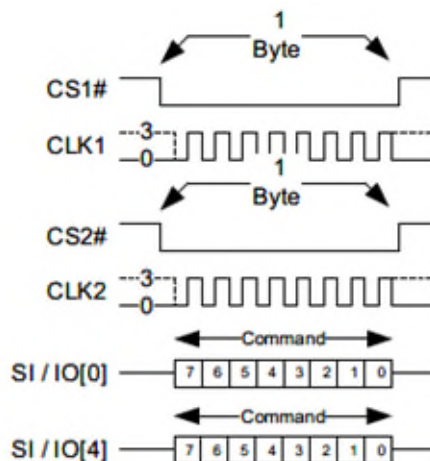 1
Byte
CS1#
3
CLK1
0
1
Byte
CS2#
3
CLK2
0
Command
SI / IO[0] 7 6 5 4 3 2 1 0
Command
SI / IO[4] 7 6 5 4 3 2 1 0